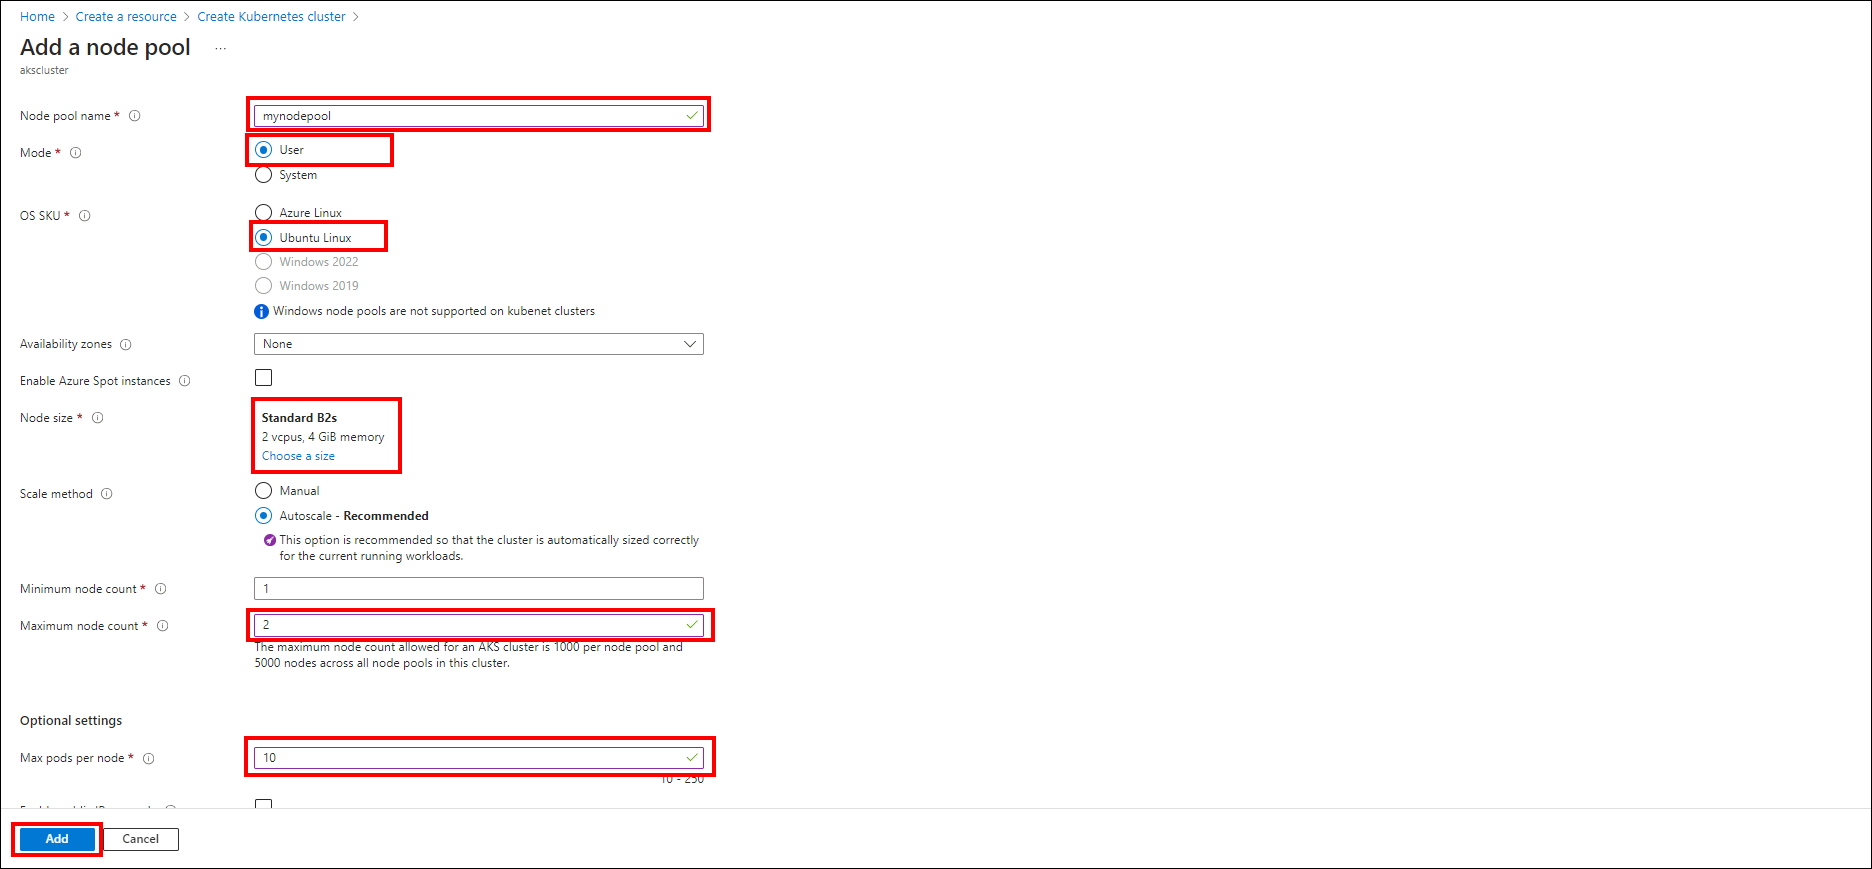 Home > Create a resource > Create Kubernetes cluster >
Add a node pool ...
akscluster
Node pool name *
mynodepool
Mode *
User
System
OS SKU *
Azure Linux
Ubuntu Linux
Windows 2022
Windows 2019
Windows node pools are not supported on kubenet clusters
Availability zones
None
Enable Azure Spot instances
Node size *
Standard B2s
2 vcpus, 4 GiB memory
Choose a size
Scale method
Manual
Autoscale - Recommended
This option is recommended so that the cluster is automatically sized correctly
for the current running workloads.
Minimum node count *
1
Maximum node count *
2
The maximum node count allowed for an AKS cluster is 1000 per node pool and
5000 nodes across all node pools in this cluster.
Optional settings
Max pods per node *
10
10 - 250
Add
Cancel